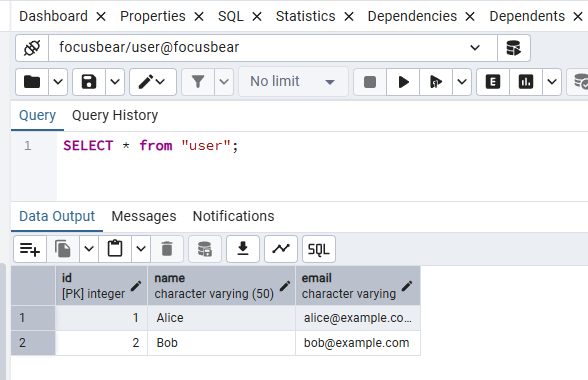 Dashboard Properties SQL Statistics Dependencies Dependents
focusbear/user@focusbear
No limit
E
Query Query History
1 SELECT * from "user";
Data Output Messages Notifications
SQL
id name email
[PK] integer character varying (50) character varying
1 1 Alice alice@example.co...
2 2 Bob bob@example.com